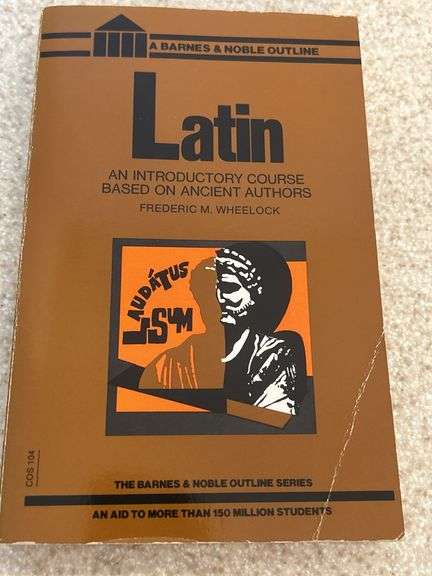 A BARNES & NOBLE OUTLINE
Latin
AN INTRODUCTORY COURSE
BASED ON ANCIENT AUTHORS
FREDERIC M. WHEELOCK
LAUDÁTUS
SUM
COS 104
THE BARNES & NOBLE OUTLINE SERIES
AN AID TO MORE THAN 150 MILLION STUDENTS